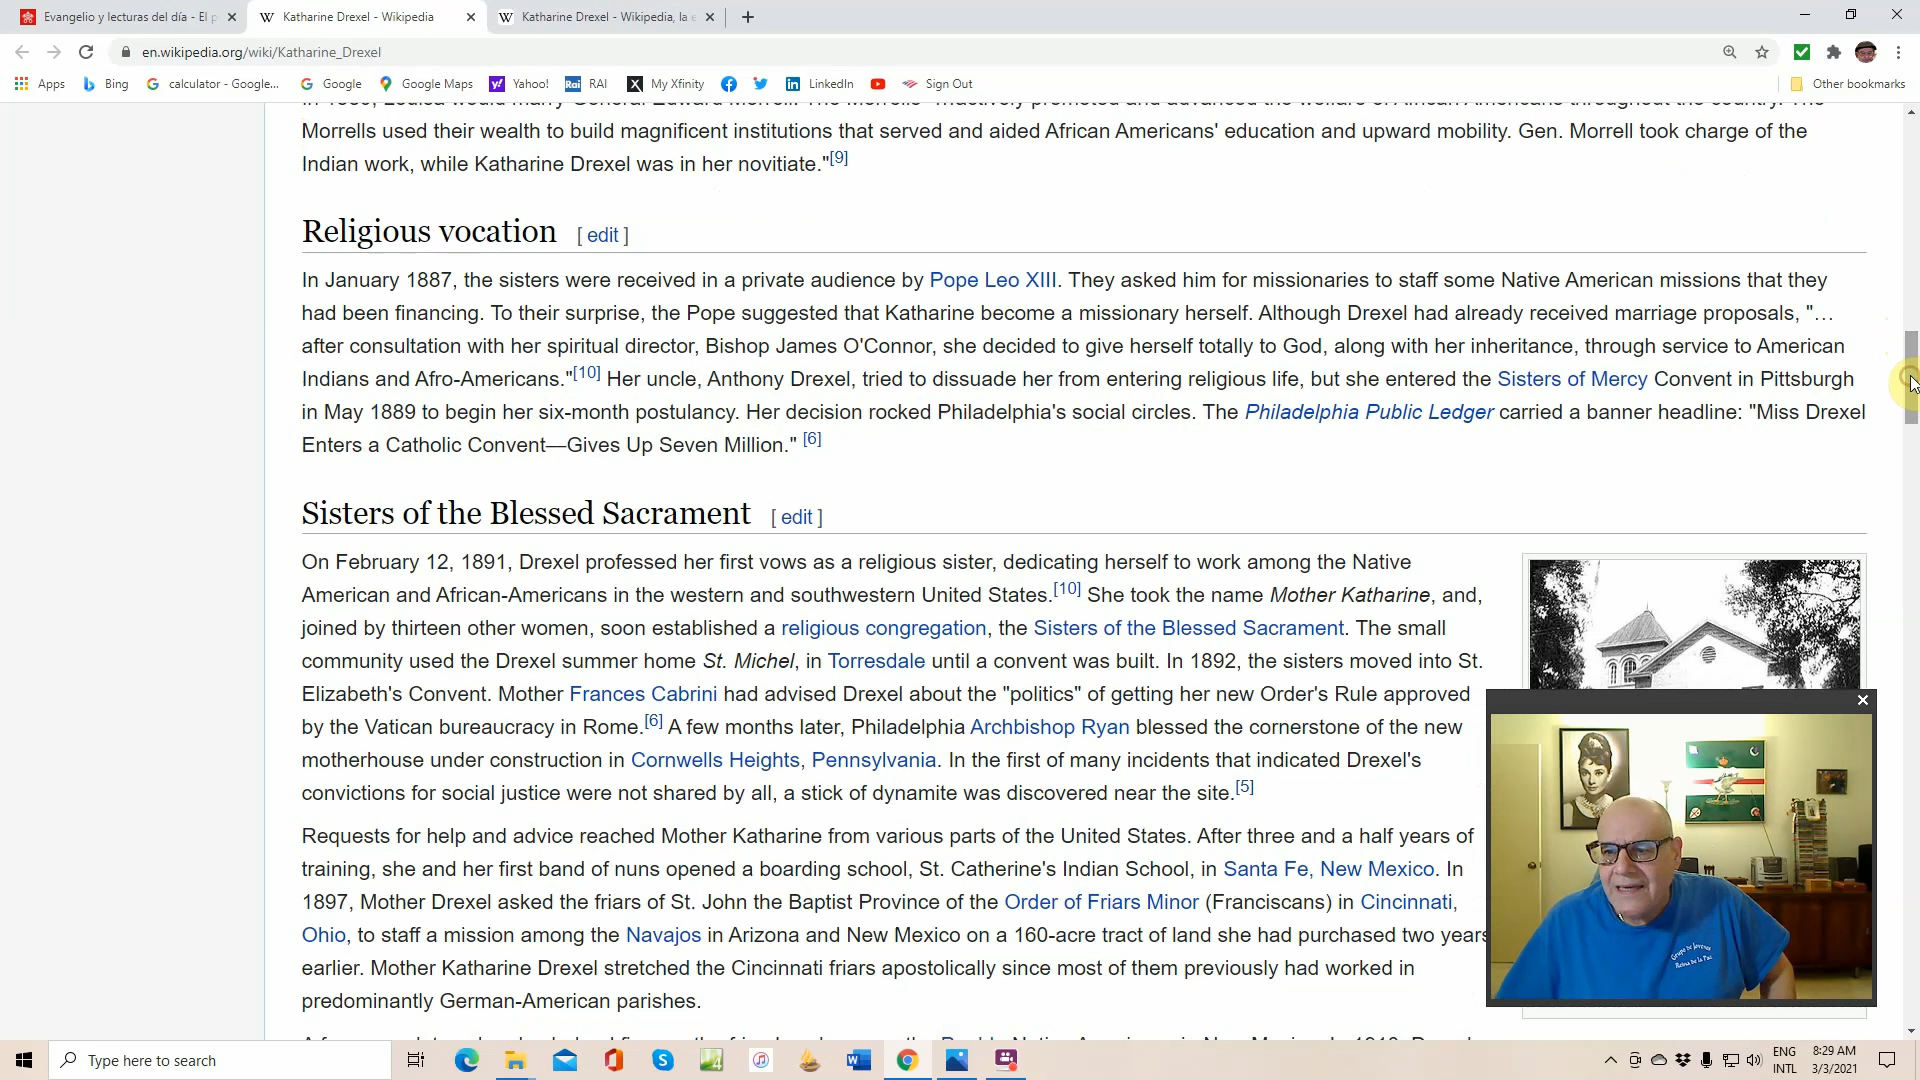 Evangelio y lecturas del día - El p
Katharine Drexel - Wikipedia
Katharine Drexel - Wikipedia, la e
en.wikipedia.org/wiki/Katharine_Drexel
Apps
Bing
calculator - Google...
Google
Google Maps
Yahoo!
RAI
My Xfinity
LinkedIn
Sign Out
Other bookmarks
Morrells used their wealth to build magnificent institutions that served and aided African Americans' education and upward mobility. Gen. Morrell took charge of the
Indian work, while Katharine Drexel was in her novitiate."[9]
Religious vocation [ edit ]
In January 1887, the sisters were received in a private audience by Pope Leo XIII. They asked him for missionaries to staff some Native American missions that they
had been financing. To their surprise, the Pope suggested that Katharine become a missionary herself. Although Drexel had already received marriage proposals, "…
after consultation with her spiritual director, Bishop James O'Connor, she decided to give herself totally to God, along with her inheritance, through service to American
Indians and Afro-Americans."[10] Her uncle, Anthony Drexel, tried to dissuade her from entering religious life, but she entered the Sisters of Mercy Convent in Pittsburgh
in May 1889 to begin her six-month postulancy. Her decision rocked Philadelphia's social circles. The Philadelphia Public Ledger carried a banner headline: "Miss Drexel
Enters a Catholic Convent—Gives Up Seven Million." [6]
Sisters of the Blessed Sacrament [ edit ]
On February 12, 1891, Drexel professed her first vows as a religious sister, dedicating herself to work among the Native
American and African-Americans in the western and southwestern United States.[10] She took the name Mother Katharine, and,
joined by thirteen other women, soon established a religious congregation, the Sisters of the Blessed Sacrament. The small
community used the Drexel summer home St. Michel, in Torresdale until a convent was built. In 1892, the sisters moved into St.
Elizabeth's Convent. Mother Frances Cabrini had advised Drexel about the "politics" of getting her new Order's Rule approved
by the Vatican bureaucracy in Rome.[6] A few months later, Philadelphia Archbishop Ryan blessed the cornerstone of the new
motherhouse under construction in Cornwells Heights, Pennsylvania. In the first of many incidents that indicated Drexel's
convictions for social justice were not shared by all, a stick of dynamite was discovered near the site.[5]
Requests for help and advice reached Mother Katharine from various parts of the United States. After three and a half years of
training, she and her first band of nuns opened a boarding school, St. Catherine's Indian School, in Santa Fe, New Mexico. In
1897, Mother Drexel asked the friars of St. John the Baptist Province of the Order of Friars Minor (Franciscans) in Cincinnati,
Ohio, to staff a mission among the Navajos in Arizona and New Mexico on a 160-acre tract of land she had purchased two years
earlier. Mother Katharine Drexel stretched the Cincinnati friars apostolically since most of them previously had worked in
predominantly German-American parishes.
Grupo de Jovenes
Reina de la Paz
Type here to search
ENG
INTL
8:29 AM
3/3/2021